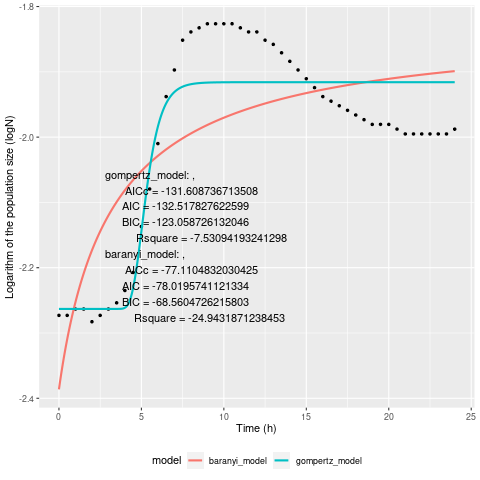 -1.8
-2.0
-2.2
-2.4
Logarithm of the population size (logN)
gompertz_model: ,
AICc = -131.608736713508
AIC = -132.517827622599
BIC = -123.058726132046
Rsquare = -7.53094193241298
baranyi_model: ,
AICc = -77.1104832030425
AIC = -78.0195741121334
BIC = -68.5604726215803
Rsquare = -24.9431871238453
0 5 10 15 20 25
Time (h)
model baranyi_model gompertz_model